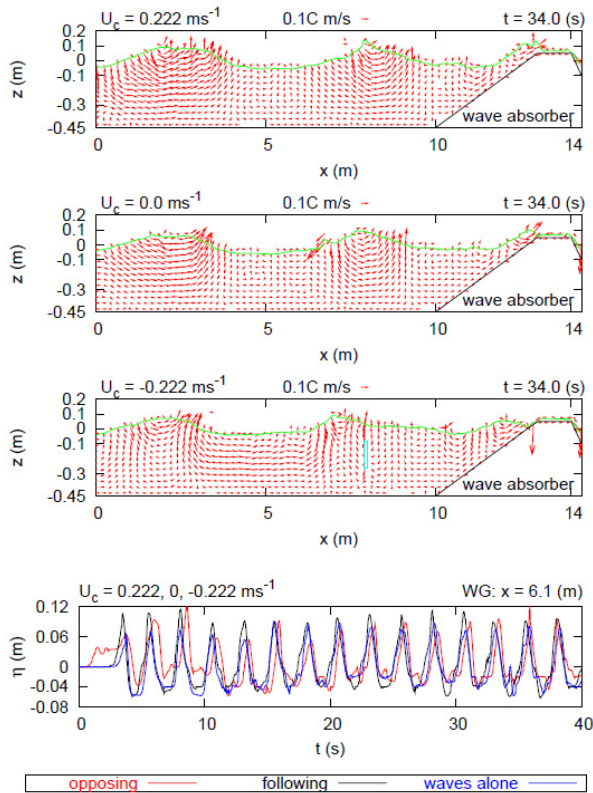 U_c = 0.222 ms⁻¹ 0.1C m/s t = 34.0 (s)
0.2
0.1
0
-0.1
-0.3
-0.45
z (m)
wave absorber
0 5 10 14
x (m)
U_c = 0.0 ms⁻¹ 0.1C m/s t = 34.0 (s)
0.2
0.1
0
-0.1
-0.3
-0.45
z (m)
wave absorber
0 5 10 14
x (m)
U_c = -0.222 ms⁻¹ 0.1C m/s t = 34.0 (s)
0.2
0.1
0
-0.1
-0.3
-0.45
z (m)
wave absorber
0 5 10 14
x (m)
U_c = 0.222, 0, -0.222 ms⁻¹ WG: x = 6.1 (m)
0.12
0.06
0
-0.04
-0.08
η (m)
0 10 20 30 40
t (s)
opposing following waves alone